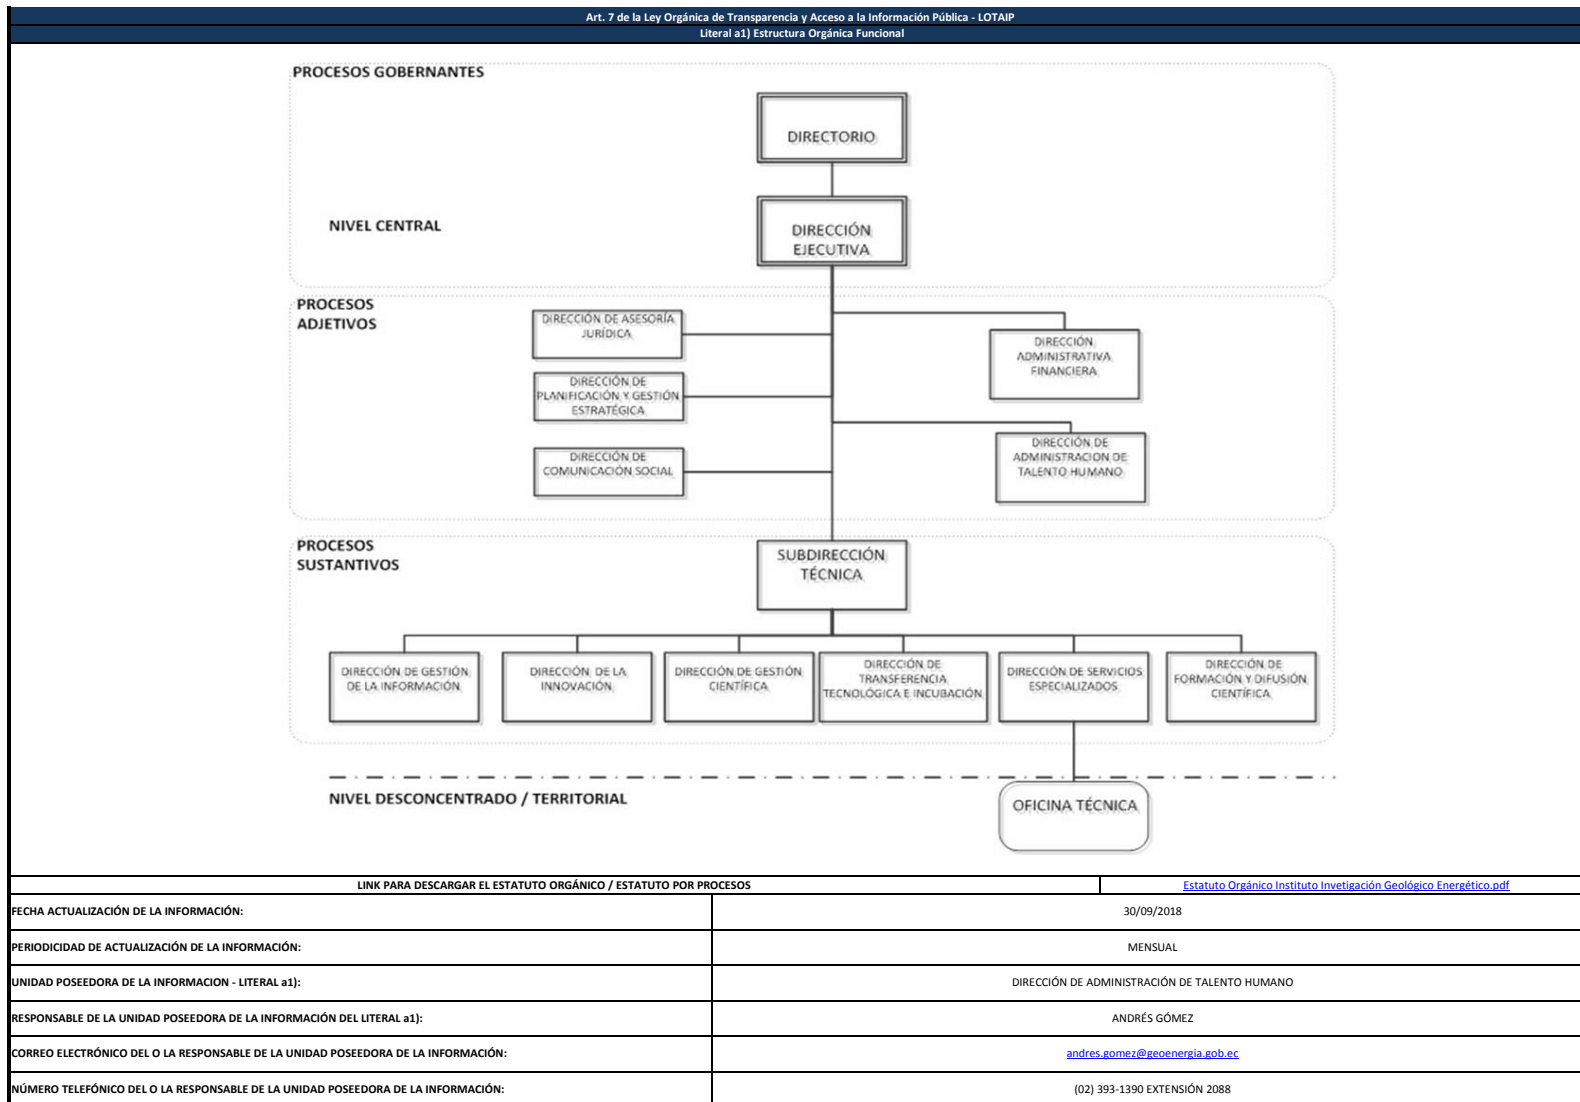 Art. 7 de la Ley Orgánica de Transparencia y Acceso a la Información Pública - LOTAIP
Literal a1) Estructura Orgánica Funcional
PROCESOS GOBERNANTES
DIRECTORIO
NIVEL CENTRAL
DIRECCIÓN
EJECUTIVA
PROCESOS
ADJETIVOS
DIRECCIÓN DE ASESORÍA
JURÍDICA
DIRECCIÓN
ADMINISTRATIVA
FINANCIERA
DIRECCIÓN DE
PLANIFICACIÓN Y GESTIÓN
ESTRATÉGICA
DIRECCIÓN DE
ADMINISTRACION DE
TALENTO HUMANO
DIRECCIÓN DE
COMUNICACIÓN SOCIAL
PROCESOS
SUSTANTIVOS
SUBDIRECCIÓN
TÉCNICA
DIRECCIÓN DE GESTIÓN
DE LA INFORMACIÓN
DIRECCIÓN DE LA
INNOVACIÓN
DIRECCIÓN DE GESTIÓN
CIENTÍFICA
DIRECCIÓN DE
TRANSFERENCIA
TECNOLÓGICA E INCUBACIÓN
DIRECCIÓN DE SERVICIOS
ESPECIALIZADOS
DIRECCIÓN DE
FORMACIÓN Y DIFUSIÓN
CIENTÍFICA
NIVEL DESCONCENTRADO / TERRITORIAL
OFICINA TÉCNICA
LINK PARA DESCARGAR EL ESTATUTO ORGÁNICO / ESTATUTO POR PROCESOS
Estatuto Orgánico Instituto Invetigación Geológico Energético.pdf
FECHA ACTUALIZACIÓN DE LA INFORMACIÓN:
30/09/2018
PERIODICIDAD DE ACTUALIZACIÓN DE LA INFORMACIÓN:
MENSUAL
UNIDAD POSEEDORA DE LA INFORMACION - LITERAL a1):
DIRECCIÓN DE ADMINISTRACIÓN DE TALENTO HUMANO
RESPONSABLE DE LA UNIDAD POSEEDORA DE LA INFORMACIÓN DEL LITERAL a1):
ANDRÉS GÓMEZ
CORREO ELECTRÓNICO DEL O LA RESPONSABLE DE LA UNIDAD POSEEDORA DE LA INFORMACIÓN:
andres.gomez@geoenergia.gob.ec
NÚMERO TELEFÓNICO DEL O LA RESPONSABLE DE LA UNIDAD POSEEDORA DE LA INFORMACIÓN:
(02) 393-1390 EXTENSIÓN 2088